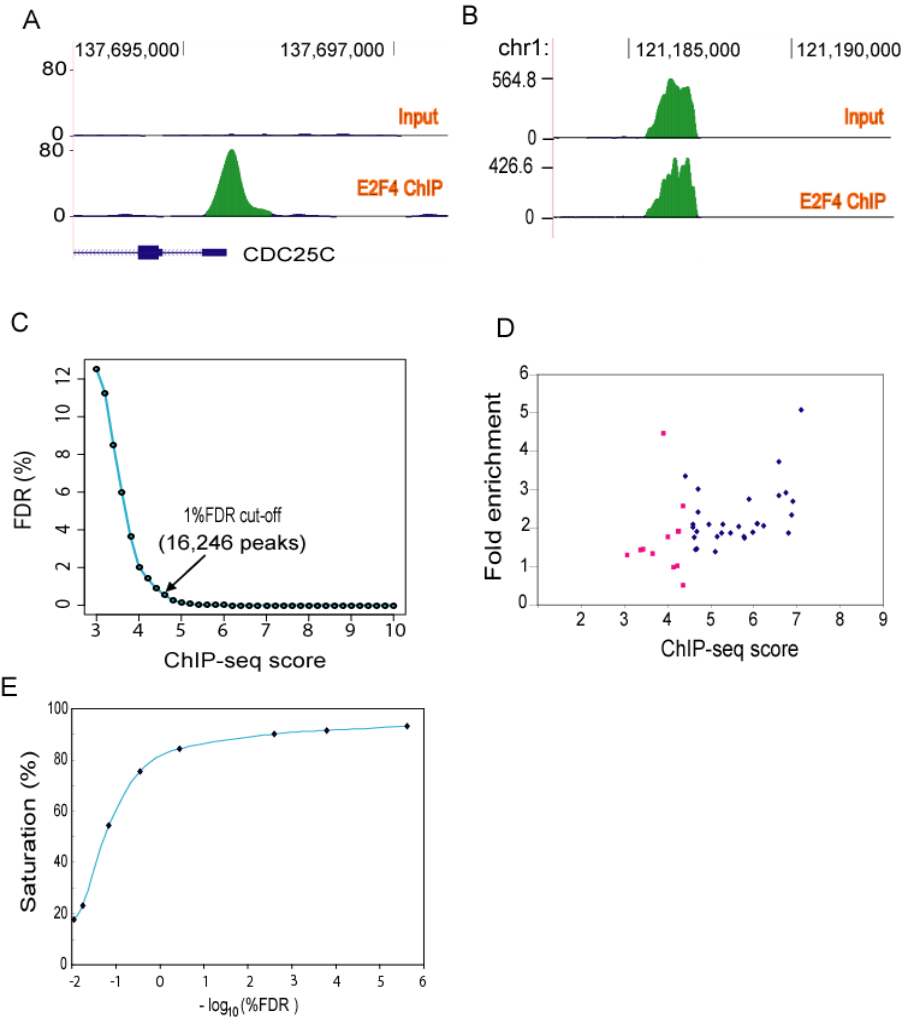 A
137,695,000
137,697,000
80
Input
0
80
E2F4 ChIP
0
CDC25C
B
chr1:
121,185,000
121,190,000
564.8
Input
0
426.6
E2F4 ChIP
0
C
FDR (%)
12
10
8
6
4
2
0
1%FDR cut-off
(16,246 peaks)
3 4 5 6 7 8 9 10
ChIP-seq score
D
Fold enrichment
6
5
4
3
2
1
0
2 3 4 5 6 7 8 9
ChIP-seq score
E
Saturation (%)
100
80
60
40
20
0
-2 -1 0 1 2 3 4 5 6
- log10(%FDR )